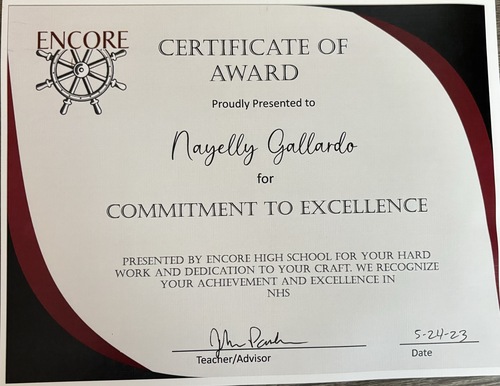 ENCORE
CERTIFICATE OF
AWARD
Proudly Presented to
Nayelly Gallardo
for
COMMITMENT TO EXCELLENCE
PRESENTED BY ENCORE HIGH SCHOOL FOR YOUR HARD
WORK AND DEDICATION TO YOUR CRAFT. WE RECOGNIZE
YOUR ACHIEVEMENT AND EXCELLENCE IN
NHS
5-24-23
Teacher/Advisor
Date